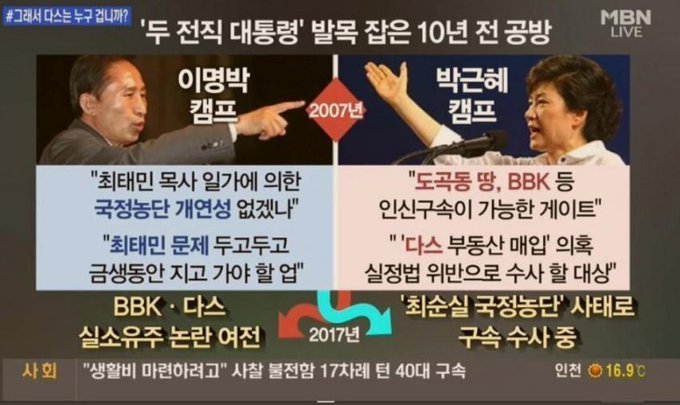 #그래서 다스는 누구 겁니까?
MBN
LIVE
'두 전직 대통령' 발목 잡은 10년 전 공방
이명박
캠프
2007년
박근혜
캠프
"최태민 목사 일가에 의한
국정농단 개연성 없겠나"
"최태민 문제 두고두고
금생동안 지고 가야 할 업"
"도곡동 땅, BBK 등
인신구속이 가능한 게이트"
"'다스 부동산 매입' 의혹
실정법 위반으로 수사 할 대상"
BBK · 다스
실소유주 논란 여전
2017년
'최순실 국정농단' 사태로
구속 수사 중
사회
"생활비 마련하려고" 사찰 불전함 17차례 턴 40대 구속
인천 16.9℃